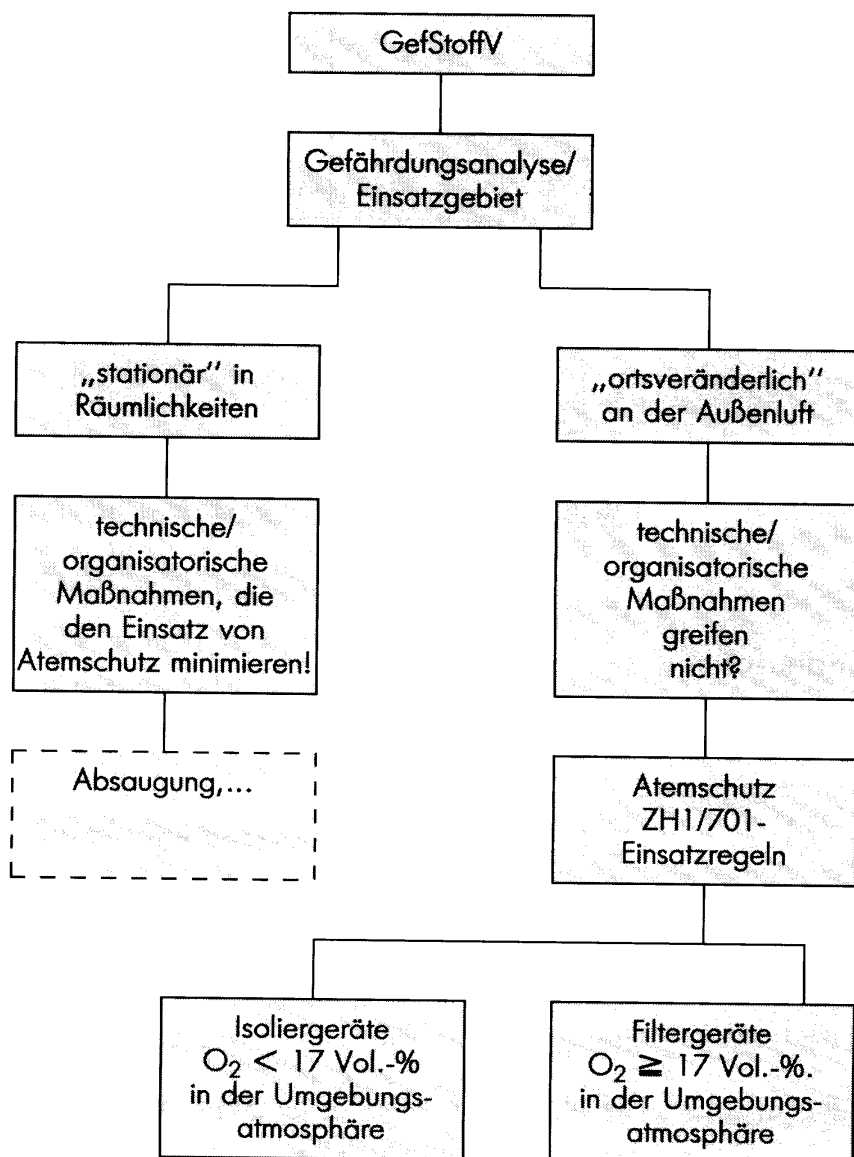 GefStoffV
Gefährdungsanalyse/
Einsatzgebiet
„stationär" in
Räumlichkeiten
„ortsveränderlich"
an der Außenluft
technische/
organisatorische
Maßnahmen, die
den Einsatz von
Atemschutz minimieren!
technische/
organisatorische
Maßnahmen
greifen
nicht?
Absaugung,...
Atemschutz
ZH1/701-
Einsatzregeln
Isoliergeräte
O₂ < 17 Vol.-%
in der Umgebungs-
atmosphäre
Filtergeräte
O₂ ≧ 17 Vol.-%.
in der Umgebungs-
atmosphäre